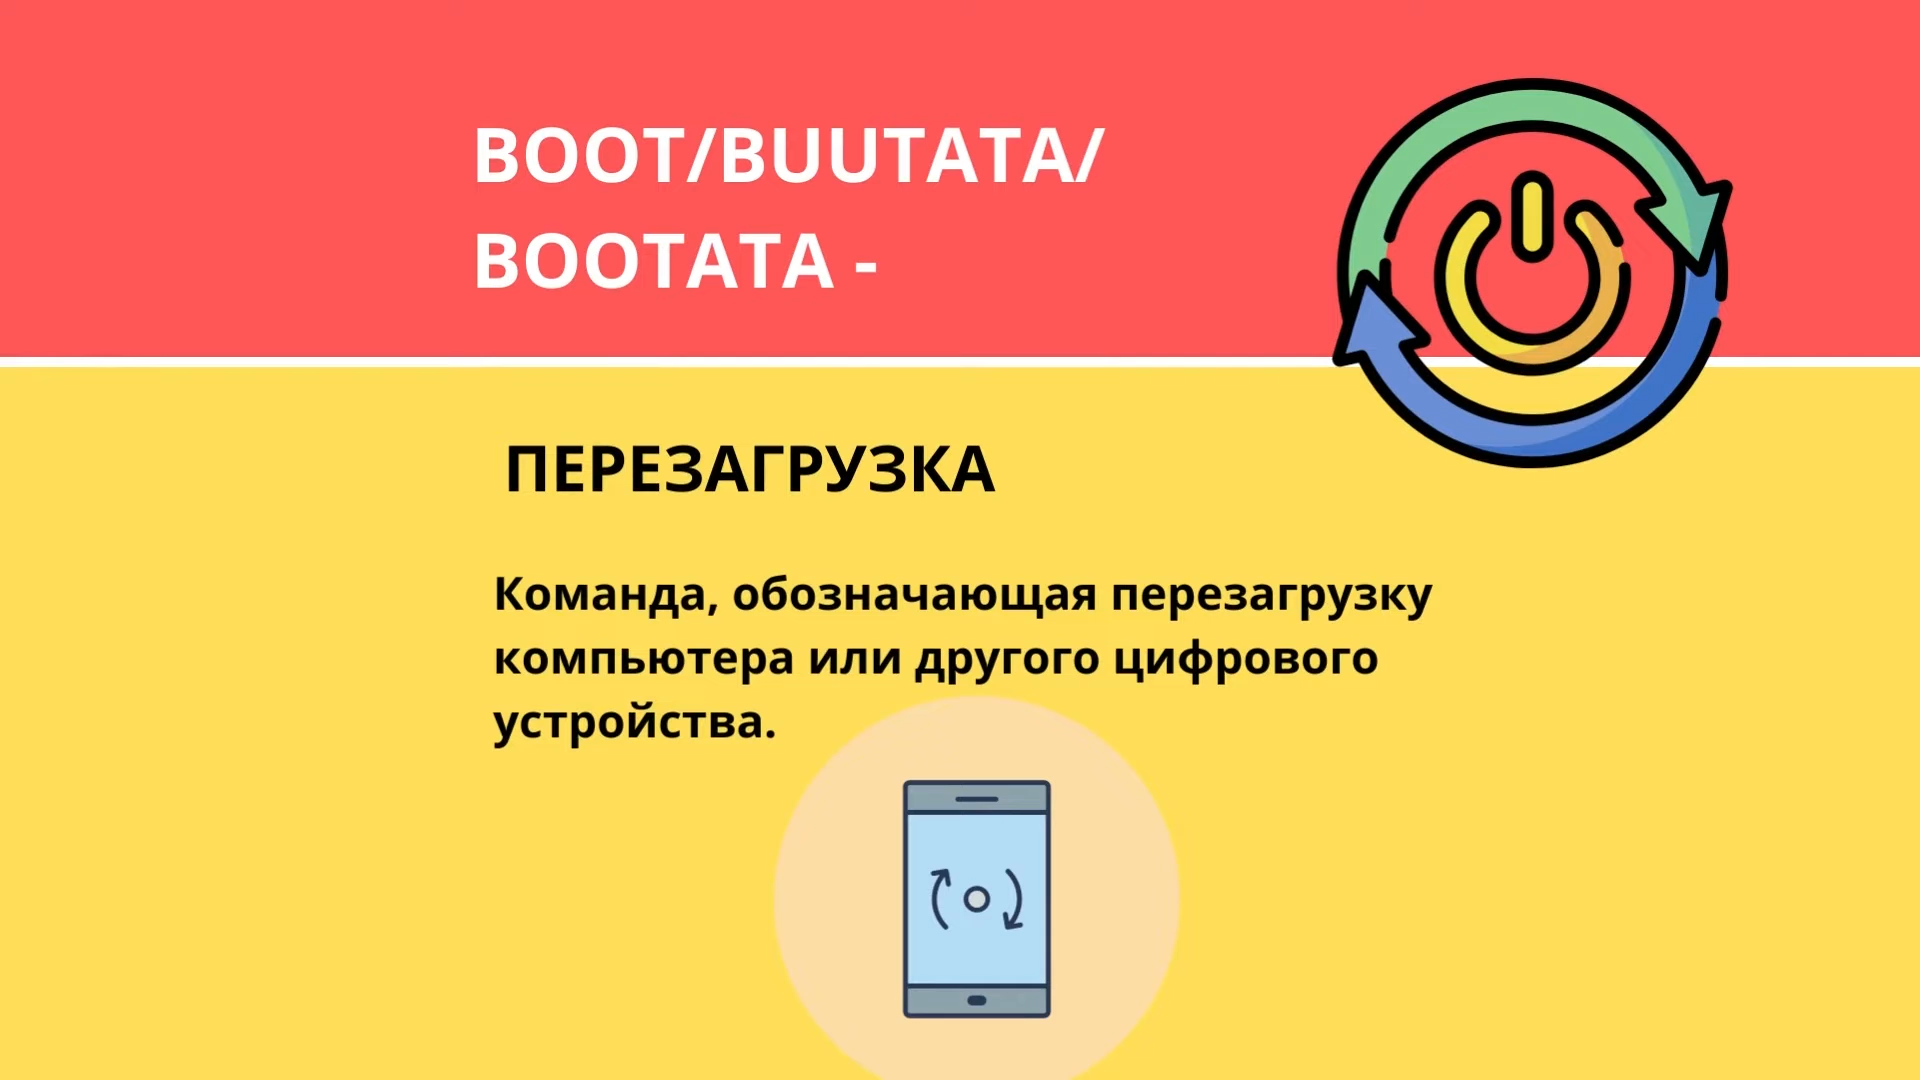 BOOT/BUUTATA/
BOOTATA -
ПЕРЕЗАГРУЗКА
Команда, обозначающая перезагрузку
компьютера или другого цифрового
устройства.